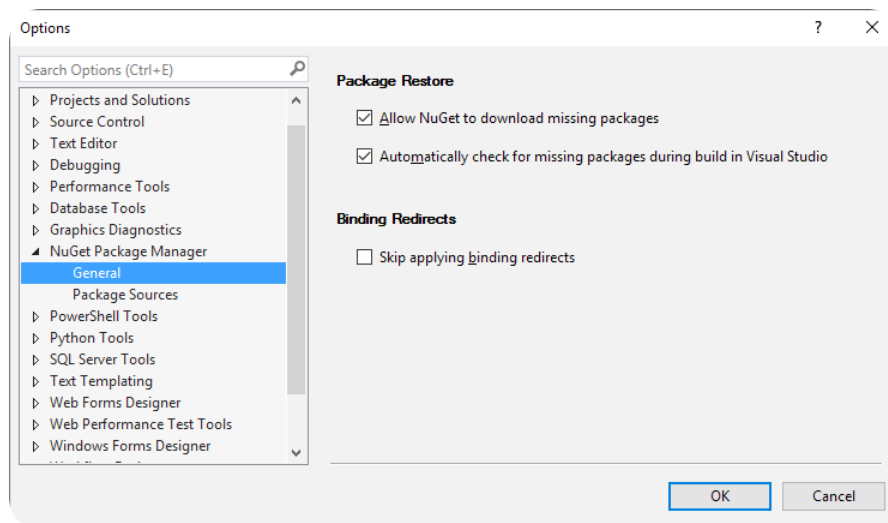 Options
?
Search Options (Ctrl+E)
Projects and Solutions
Source Control
Text Editor
Debugging
Performance Tools
Database Tools
Graphics Diagnostics
NuGet Package Manager
General
Package Sources
PowerShell Tools
Python Tools
SQL Server Tools
Text Templating
Web Forms Designer
Web Performance Test Tools
Windows Forms Designer
Package Restore
Allow NuGet to download missing packages
Automatically check for missing packages during build in Visual Studio
Binding Redirects
Skip applying binding redirects
OK
Cancel